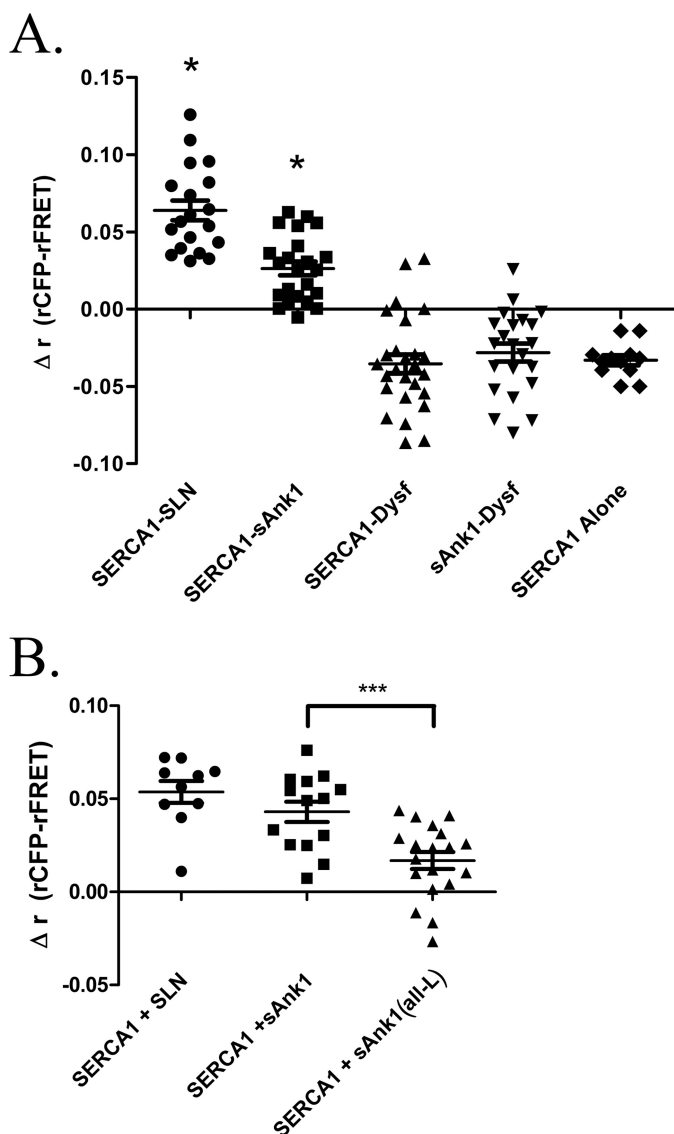 A.
*
*
0.15
0.10
0.05
0.00
-0.05
-0.10
Δ r (rCFP-rFRET)
SERCA1-SLN
SERCA1-sAnk1
SERCA1-Dysf
sAnk1-Dysf
SERCA1 Alone
B.
***
0.10
0.05
0.00
-0.05
Δ r (rCFP-rFRET)
SERCA1 + SLN
SERCA1 +sAnk1
SERCA1 + sAnk1(all-L)